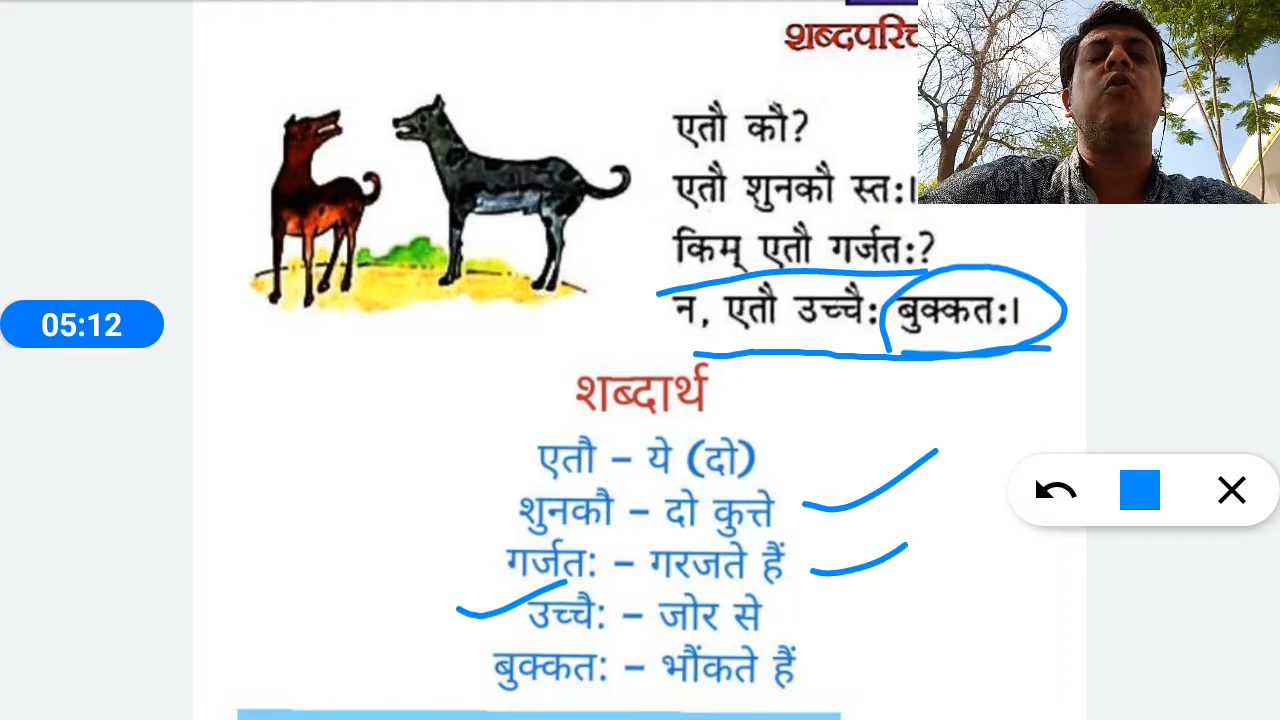 एतौ कौ?
एतौ शुनकौ स्त:।
किम् एतौ गर्जत:?
न, एतौ उच्चै: बुक्कत:।
05:12
शब्दार्थ
एतौ – ये (दो)
शुनकौ – दो कुत्ते
गर्जत: – गरजते हैं
उच्चै: – जोर से
बुक्कत: – भौंकते हैं